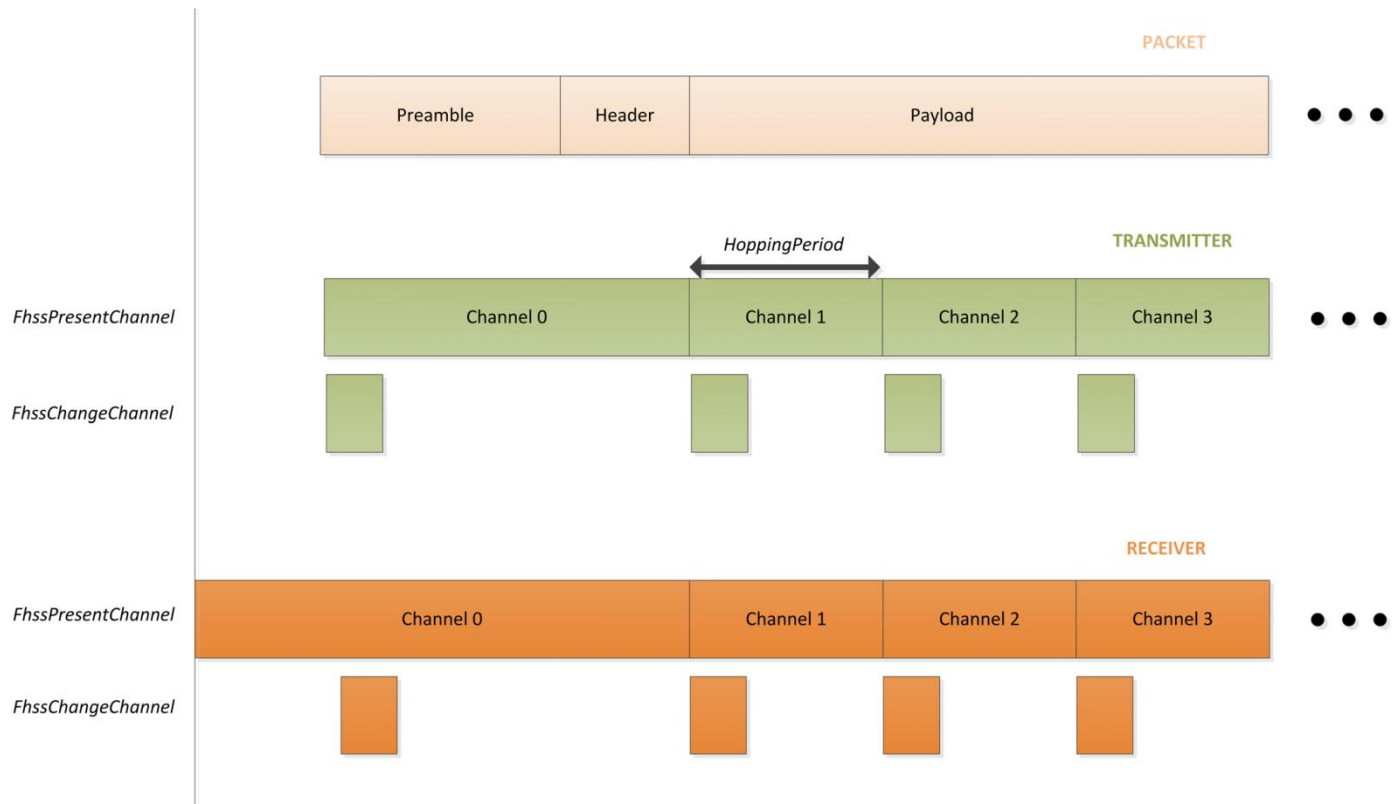 PACKET
Preamble Header Payload
HoppingPeriod
TRANSMITTER
FhssPresentChannel Channel 0 Channel 1 Channel 2 Channel 3
FhssChangeChannel
RECEIVER
FhssPresentChannel Channel 0 Channel 1 Channel 2 Channel 3
FhssChangeChannel